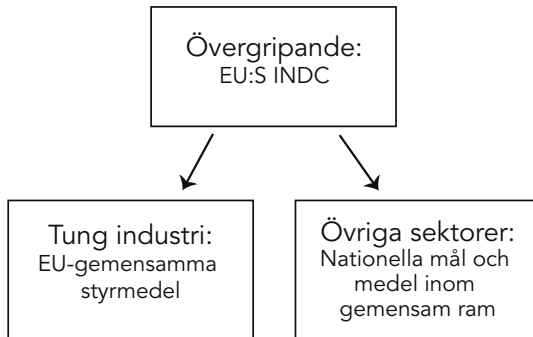 Övergripande:
EU:S INDC
Tung industri:
EU-gemensamma
styrmedel
Övriga sektorer:
Nationella mål och
medel inom
gemensam ram